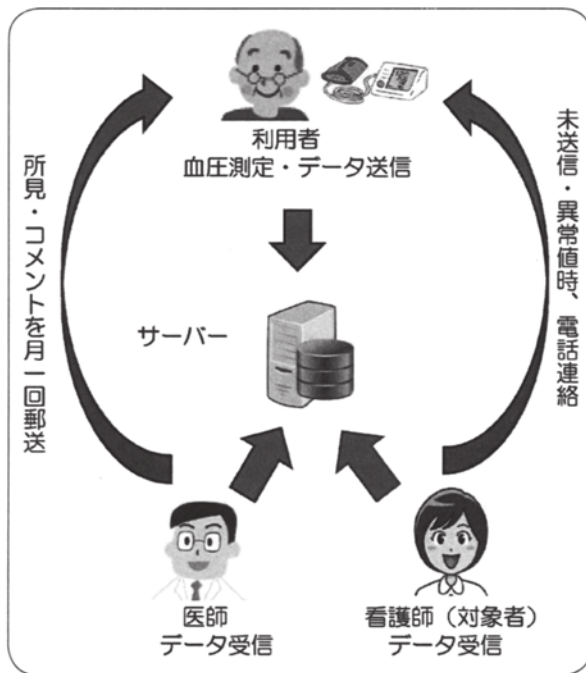 利用者
血圧測定・データ送信
所見・コメントを月一回郵送
未送信・異常値時、電話連絡
サーバー
医師
データ受信
看護師（対象者）
データ受信